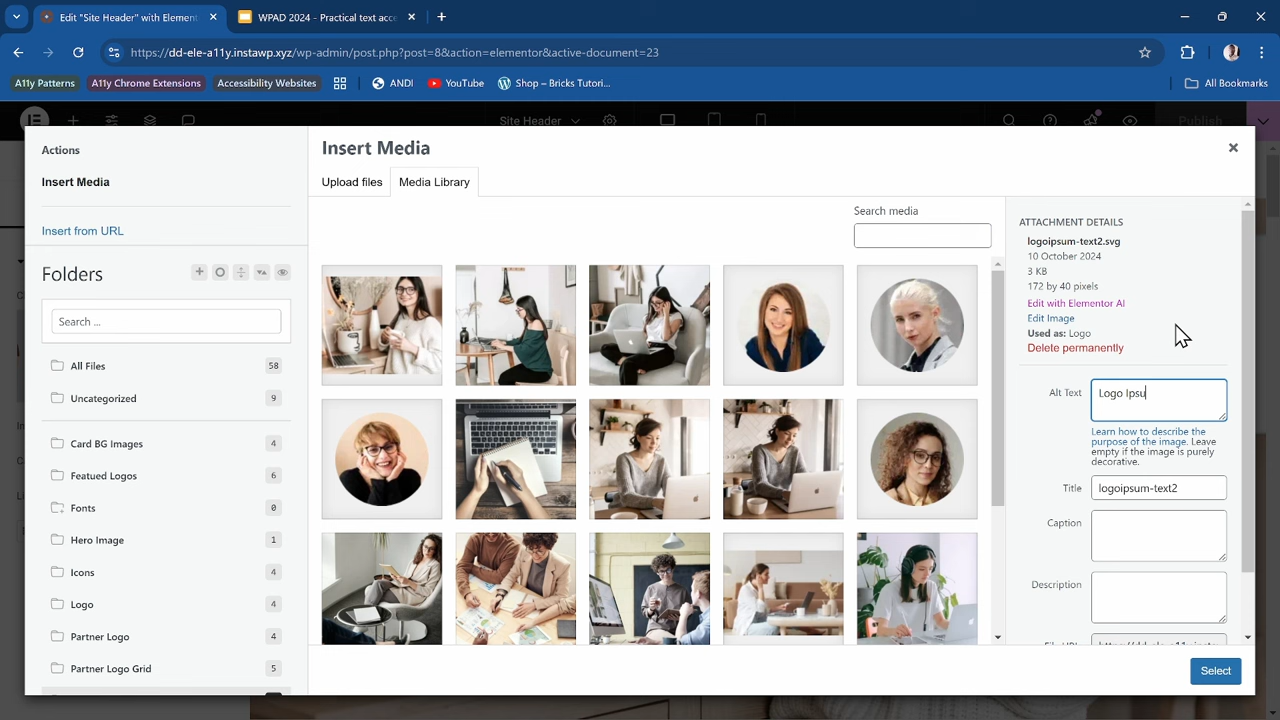 Edit "Site Header" with Element
WPAD 2024 - Practical text acce
https://dd-ele-a11y.instawp.xyz/wp-admin/post.php?post=8&action=elementor&active-document=23
A11y Patterns
A11y Chrome Extensions
Accessibility Websites
ANDI
YouTube
Shop – Bricks Tutori...
All Bookmarks
Site Header
Publish
Actions
Insert Media
Insert from URL
Folders
Search ...
All Files 58
Uncategorized 9
Card BG Images 4
Featued Logos 6
Fonts 0
Hero Image 1
Icons 4
Logo 4
Partner Logo 4
Partner Logo Grid 5
Insert Media
Upload files
Media Library
Search media
ATTACHMENT DETAILS
logoipsum-text2.svg
10 October 2024
3 KB
172 by 40 pixels
Edit with Elementor AI
Edit Image
Used as: Logo
Delete permanently
Alt Text
Logo Ipsu
Learn how to describe the
purpose of the image. Leave
empty if the image is purely
decorative.
Title
logoipsum-text2
Caption
Description
Select